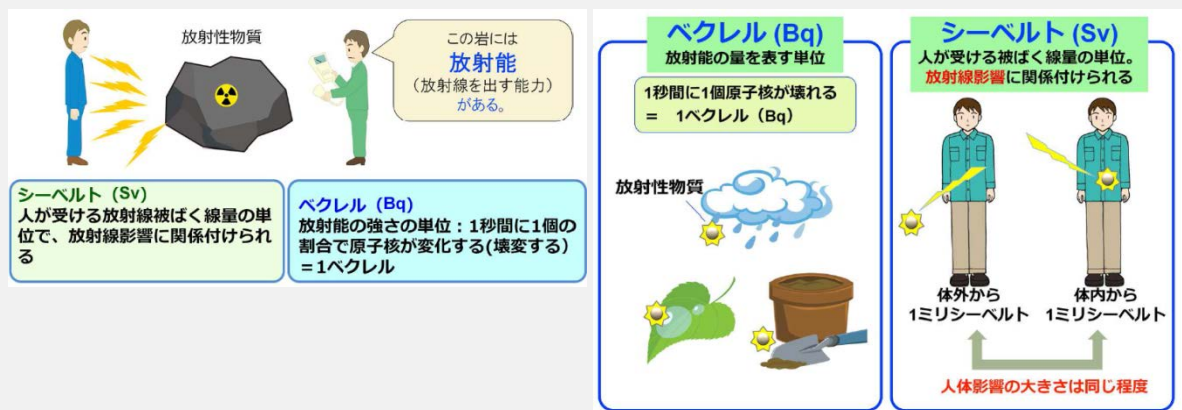 放射性物質
この岩には
放射能
（放射線を出す能力）
がある。
シーベルト（Sv）
人が受ける放射線被ばく線量の単
位で、放射線影響に関係付けられ
る
ベクレル（Bq）
放射能の強さの単位：1秒間に1個の
割合で原子核が変化する(壊変する）
＝1ベクレル
ベクレル（Bq）
放射能の量を表す単位
1秒間に1個原子核が壊れる
＝ 1ベクレル（Bq）
放射性物質
シーベルト（Sv）
人が受ける被ばく線量の単位。
放射線影響に関係付けられる
体外から
1ミリシーベルト
体内から
1ミリシーベルト
人体影響の大きさは同じ程度